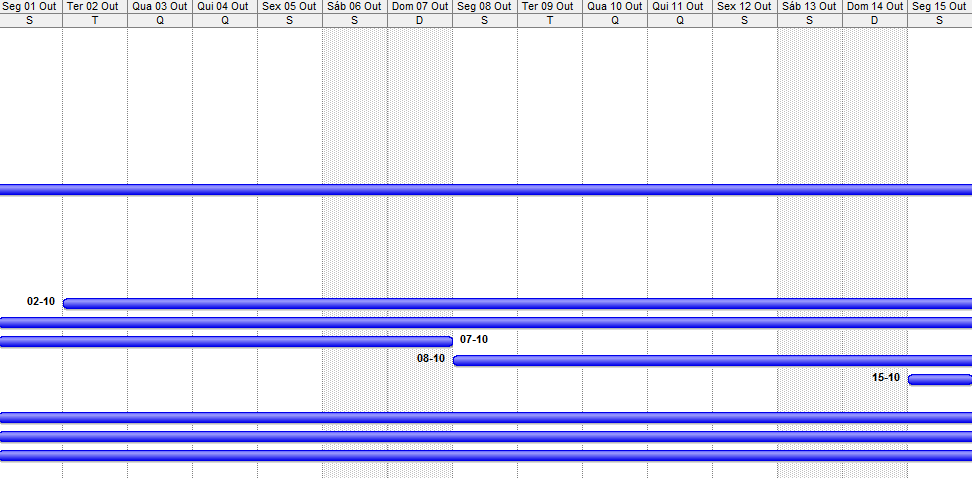 Seg 01 Out Ter 02 Out Qua 03 Out Qui 04 Out Sex 05 Out Sáb 06 Out Dom 07 Out Seg 08 Out Ter 09 Out Qua 10 Out Qui 11 Out Sex 12 Out Sáb 13 Out Dom 14 Out Seg 15 Out
S T Q Q S S D S T Q Q S S D S
02-10
07-10
08-10
15-10